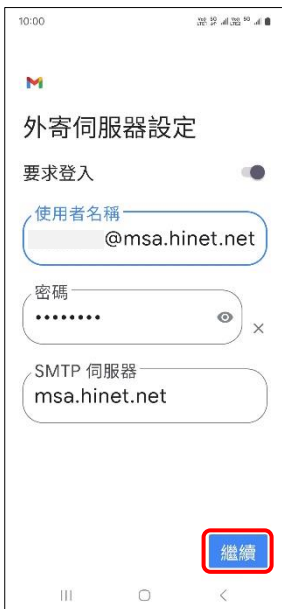 10:00
外寄伺服器設定
要求登入
使用者名稱
@msa.hinet.net
密碼
••••••••
SMTP 伺服器
msa.hinet.net
繼續